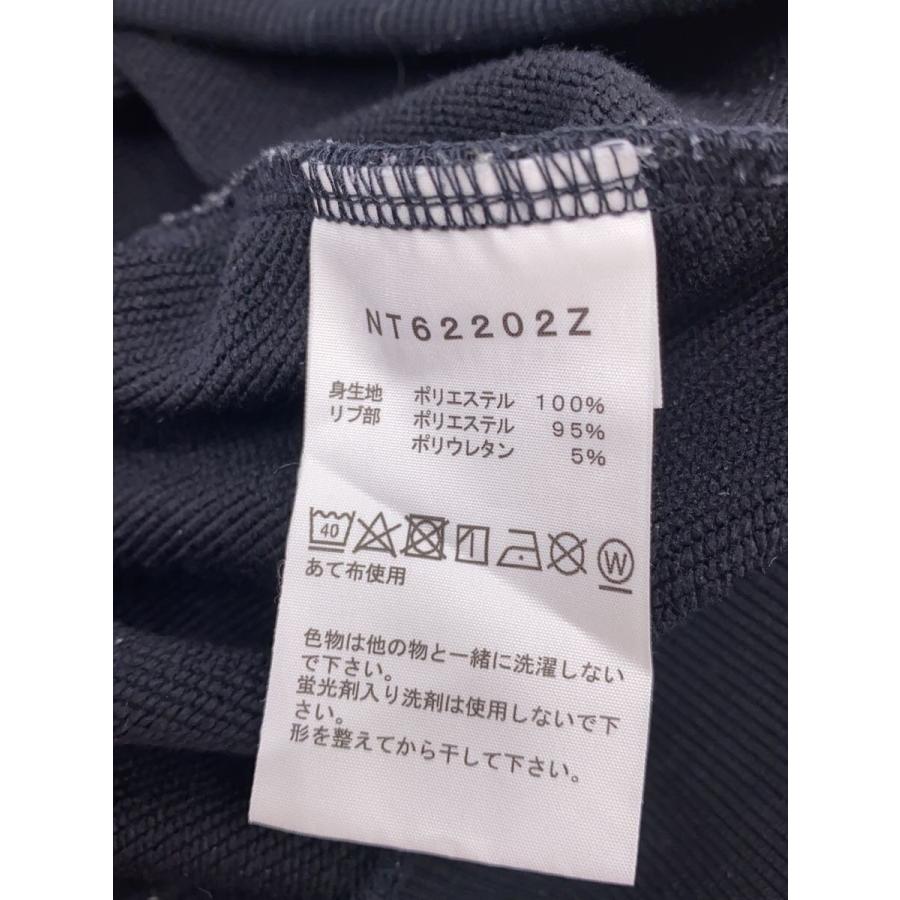 NT62202Z
身生地 ポリエステル 100%
リブ部 ポリエステル 95%
ポリウレタン 5%
40 W
あて布使用
色物は他の物と一緒に洗濯しない
で下さい。
蛍光剤入り洗剤は使用しないで下
さい。
形を整えてから干して下さい。